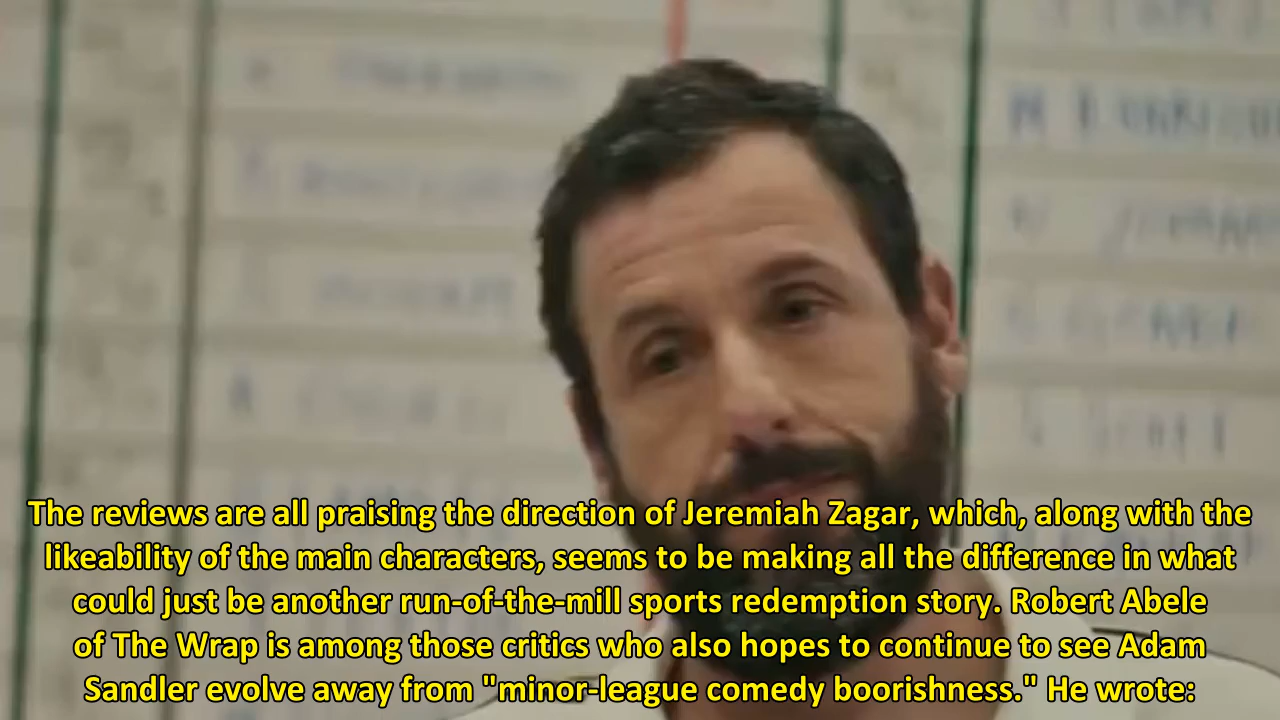 The reviews are all praising the direction of Jeremiah Zagar, which, along with the
likeability of the main characters, seems to be making all the difference in what
could just be another run-of-the-mill sports redemption story. Robert Abele
of The Wrap is among those critics who also hopes to continue to see Adam
Sandler evolve away from "minor-league comedy boorishness." He wrote: